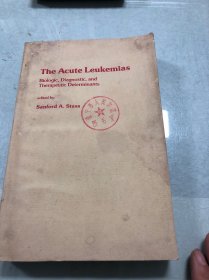 The Acute Leukemias
Biologic, Diagnostic, and
Therapeutic Determinants
edited by
Sanford A. Stass